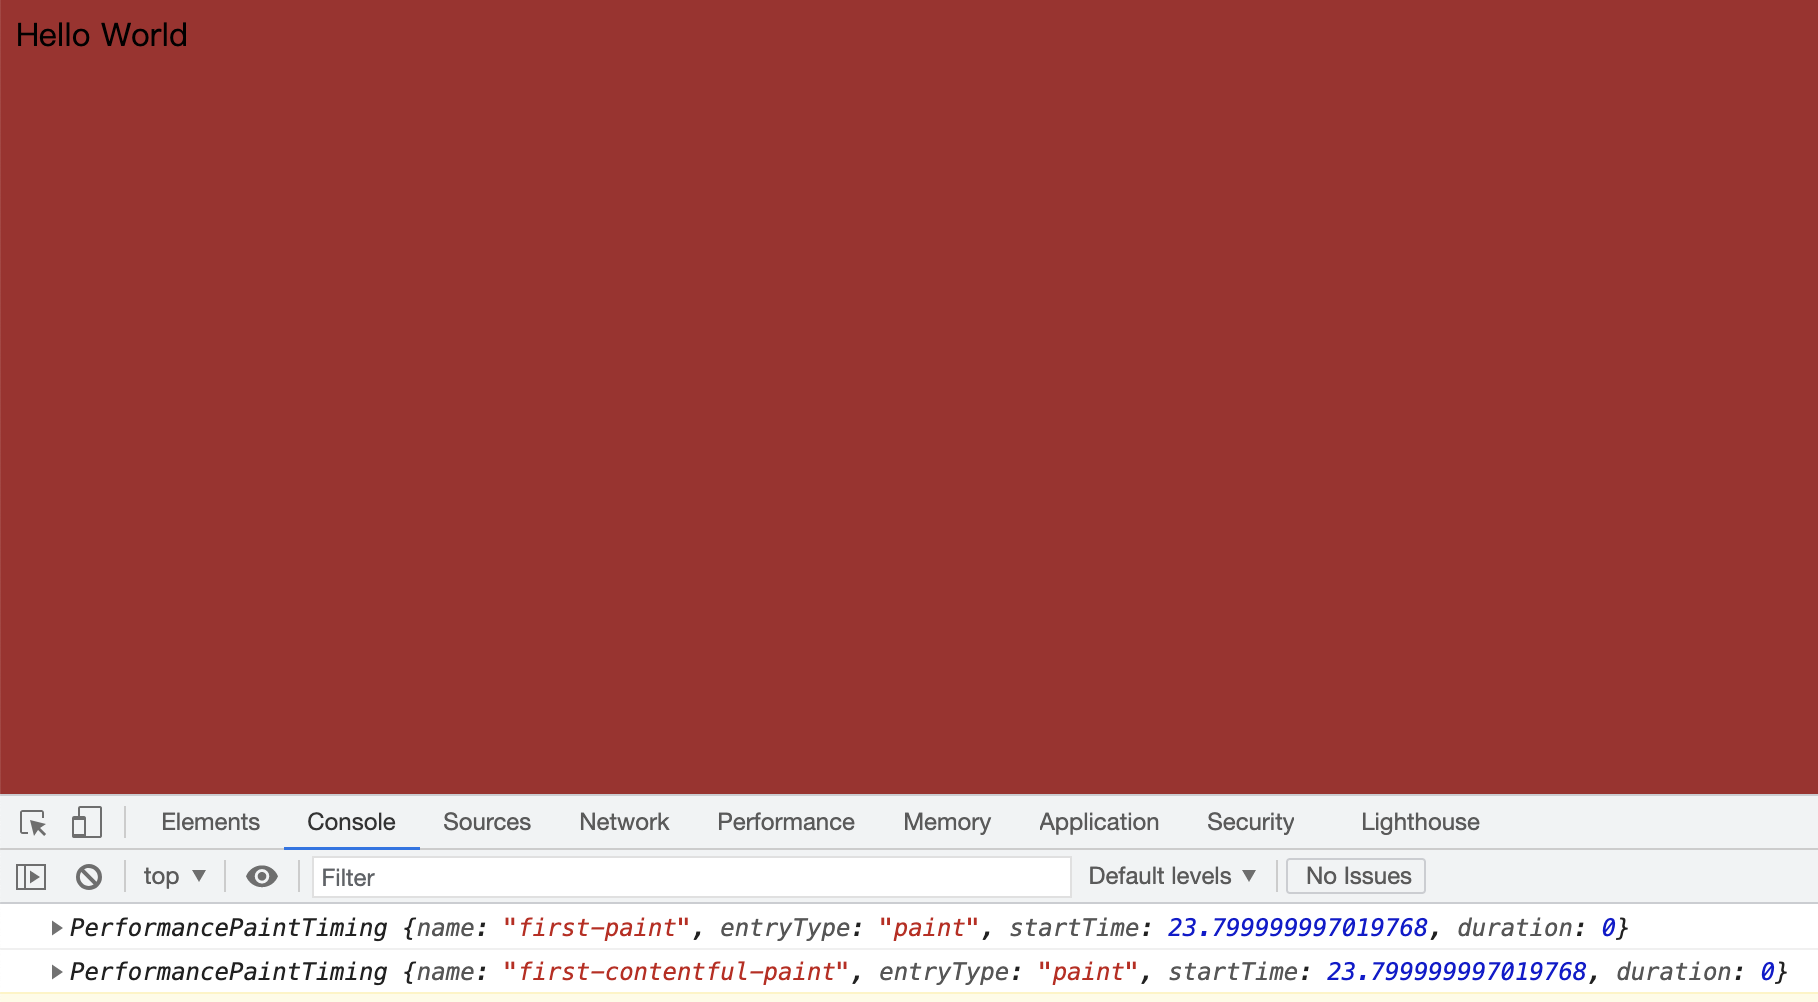 Hello World
Elements Console Sources Network Performance Memory Application Security Lighthouse
top Filter Default levels No Issues
PerformancePaintTiming {name: "first-paint", entryType: "paint", startTime: 23.799999997019768, duration: 0}
PerformancePaintTiming {name: "first-contentful-paint", entryType: "paint", startTime: 23.799999997019768, duration: 0}